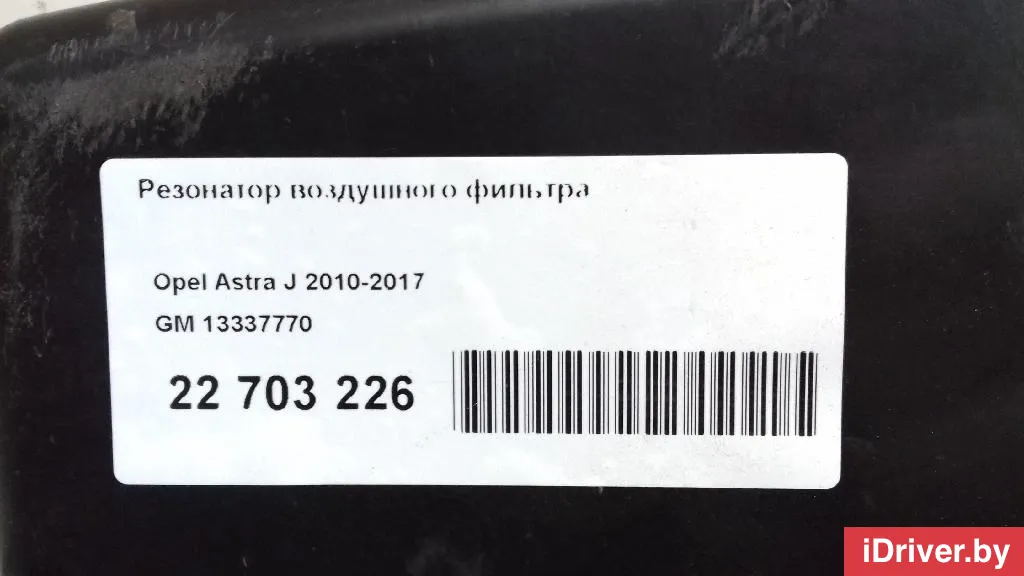 Резонатор воздушного фильтра
Opel Astra J 2010-2017
GM 13337770
22 703 226
iDriver.by